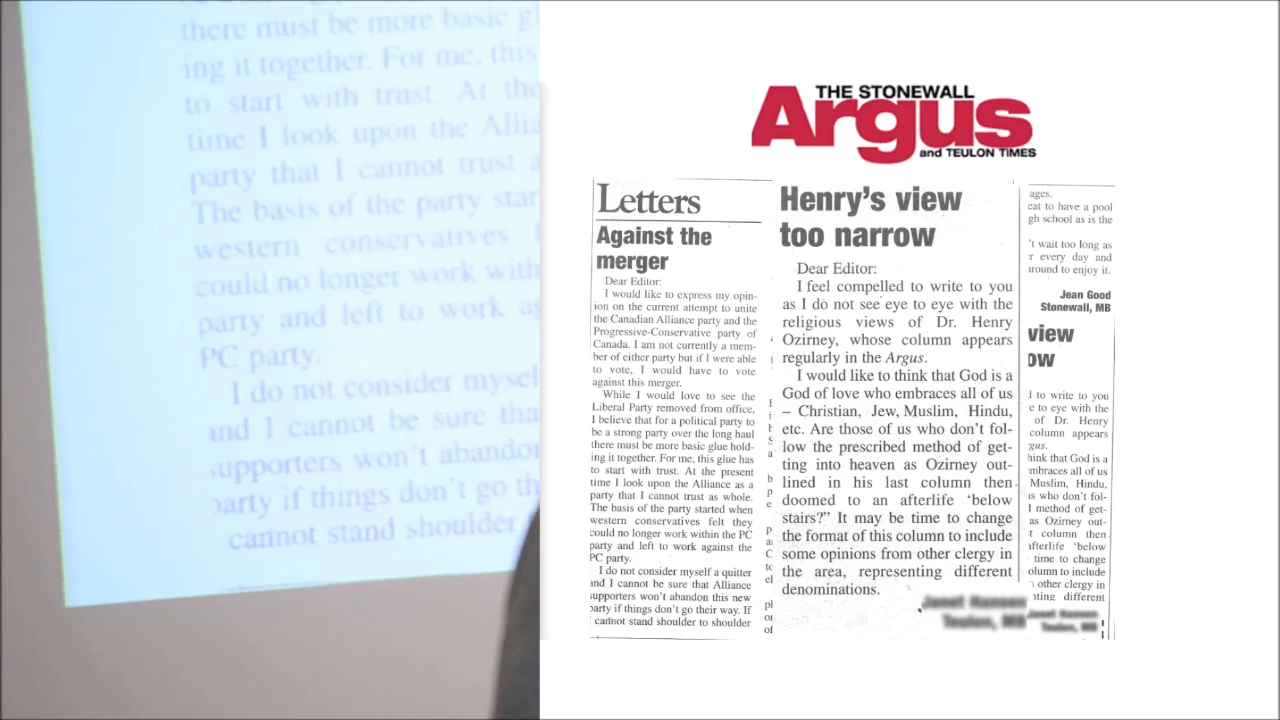 there must be more basic gl
ing it together. For me, this
to start with trust. At the
time I look upon the Allia
party that I cannot trust a
The basis of the party star
western conservatives f
could no longer work with
party and left to work ag
PC party.
I do not consider mysel
and I cannot be sure tha
supporters won't abandon
party if things don't go th
cannot stand shoulder
THE STONEWALL
Argus
and TEULON TIMES
Letters
Against the
merger
Dear Editor:
I would like to express my opin-
ion on the current attempt to unite
the Canadian Alliance party and the
Progressive-Conservative party of
Canada. I am not currently a mem-
ber of either party but if I were able
to vote, I would have to vote
against this merger.
While I would love to see the
Liberal Party removed from office,
I believe that for a political party to
be a strong party over the long haul
there must be more basic glue hold-
ing it together. For me, this glue has
to start with trust. At the present
time I look upon the Alliance as a
party that I cannot trust as whole.
The basis of the party started when
western conservatives felt they
could no longer work within the PC
party and left to work against the
PC party.
I do not consider myself a quitter
and I cannot be sure that Alliance
supporters won't abandon this new
party if things don't go their way. If
cannot stand shoulder to shoulder
Henry's view
too narrow
Dear Editor:
I feel compelled to write to you
as I do not see eye to eye with the
religious views of Dr. Henry
Ozirney, whose column appears
regularly in the Argus.
I would like to think that God is a
God of love who embraces all of us
– Christian, Jew, Muslim, Hindu,
etc. Are those of us who don't fol-
low the prescribed method of get-
ting into heaven as Ozirney out-
lined in his last column then
doomed to an afterlife 'below
stairs?" It may be time to change
the format of this column to include
some opinions from other clergy in
the area, representing different
denominations.
ages.
eat to have a pool
gh school as is the
't wait too long as
r every day and
around to enjoy it.
Jean Good
Stonewall, MB
view
ow
d to write to you
e to eye with the
of Dr. Henry
column appears
gus.
hink that God is a
mbraces all of us
Muslim, Hindu,
is who don't fol-
d method of get-
as Ozirney out-
t column then
afterlife 'below
time to change
olumn to include
other clergy in
nting different